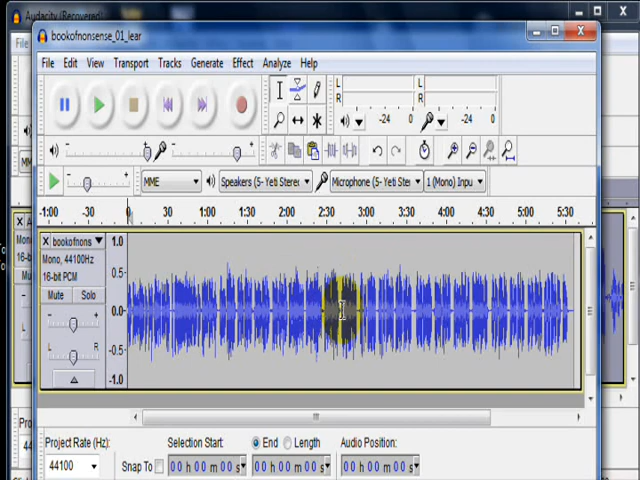 Audacity (Recovered)
bookofnonsense_01_lear
File Edit View Transport Tracks Generate Effect Analyze Help
L
R
-24 0
L
R
-24 0
MME Speakers (5- Yeti Stereo Microphone (5- Yeti Stere 1 (Mono) Inpu
-1:00 -30 30 1:00 1:30 2:00 2:30 3:00 3:30 4:00 4:30 5:00 5:30
X bookofnons
Mono, 44100Hz
16-bit PCM
Mute Solo
- +
L R
1.0
0.5
0.0
-0.5
-1.0
Project Rate (Hz): Selection Start: End Length Audio Position:
44100 Snap To 00 h 00 m 00 s 00 h 00 m 00 s 00 h 00 m 00 s